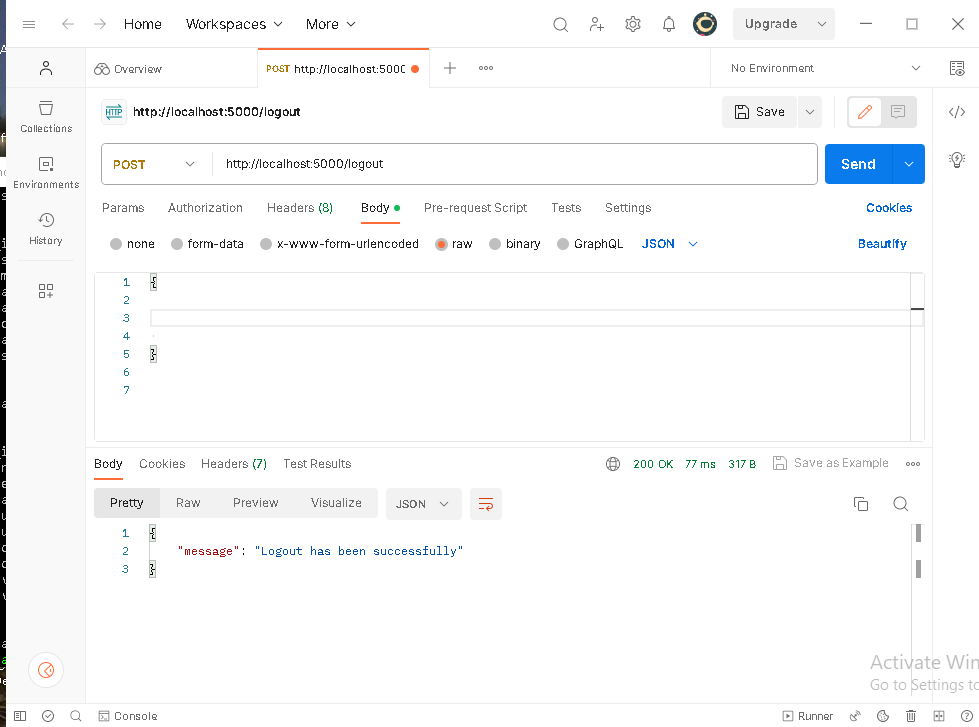 Home Workspaces More Upgrade
Overview POST http://localhost:5000 No Environment
HTTP http://localhost:5000/logout Save
Collections
POST http://localhost:5000/logout Send
Environments
Params Authorization Headers (8) Body Pre-request Script Tests Settings Cookies
History
none form-data x-www-form-urlencoded raw binary GraphQL JSON Beautify
1 {
2
3
4
5 }
6
7
Body Cookies Headers (7) Test Results 200 OK 77 ms 317 B Save as Example
Pretty Raw Preview Visualize JSON
1 {
2 "message": "Logout has been successfully"
3 }
Activate Win
Go to Settings to
Console Runner